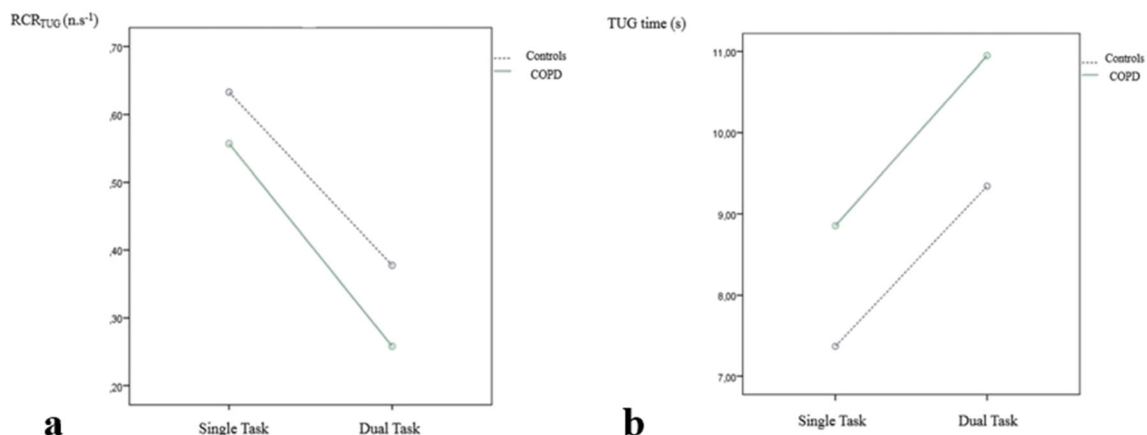 RCR_TUG (n.s⁻¹)
,70
,60
,50
,40
,30
,20
Single Task
Dual Task
Controls
COPD
a
TUG time (s)
11,00
10,00
9,00
8,00
7,00
Single Task
Dual Task
Controls
COPD
b